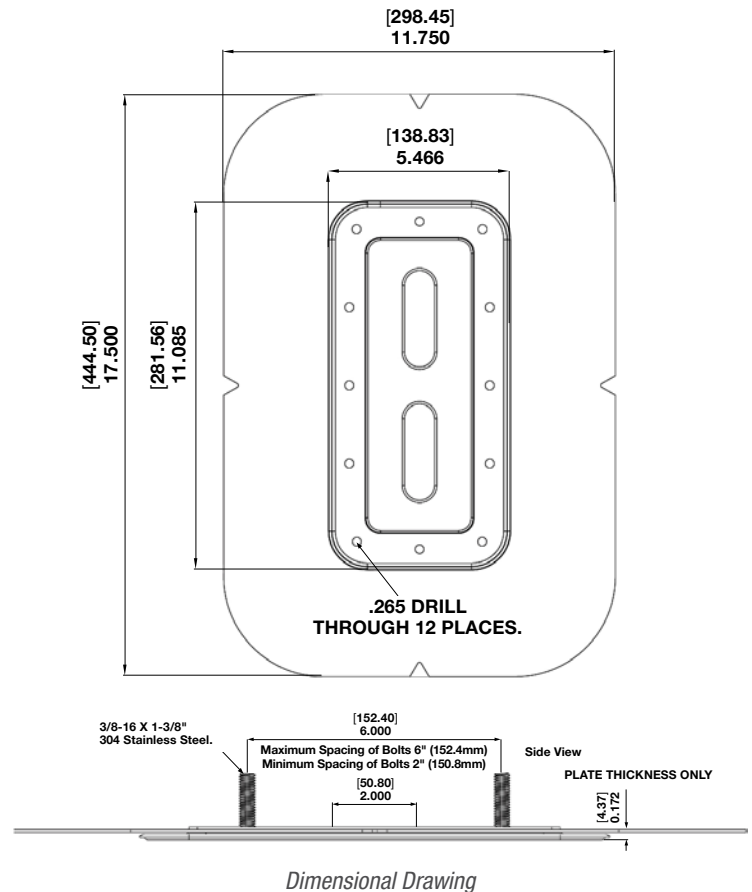 [298.45]
11.750
[138.83]
5.466
[444.50]
17.500
[281.56]
11.085
.265 DRILL
THROUGH 12 PLACES.
3/8-16 X 1-3/8"
304 Stainless Steel.
[152.40]
6.000
Maximum Spacing of Bolts 6" (152.4mm)
Minimum Spacing of Bolts 2" (150.8mm)
Side View
[50.80]
2.000
PLATE THICKNESS ONLY
[4.37]
0.172
Dimensional Drawing